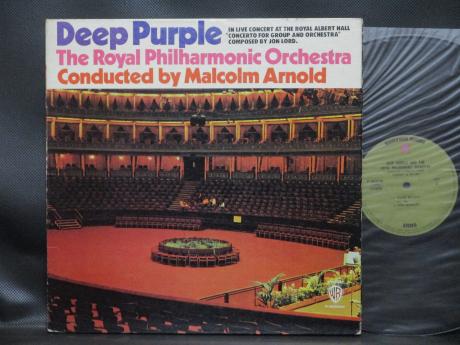 Deep Purple
IN LIVE CONCERT AT THE ROYAL ALBERT HALL
"CONCERTO FOR GROUP AND ORCHESTRA"
COMPOSED BY JON LORD.
The Royal Philharmonic Orchestra
Conducted by Malcolm Arnold